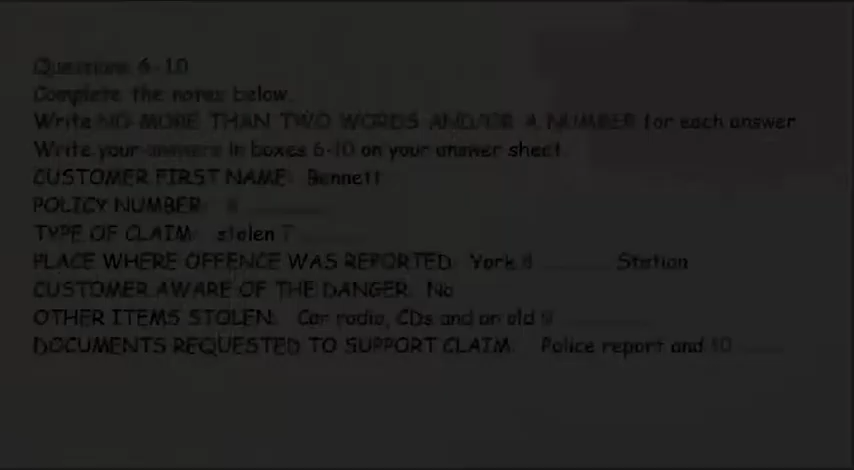 Questions 6-10
Complete the notes below.
Write NO MORE THAN TWO WORDS AND/OR A NUMBER for each answer
Write your answers in boxes 6-10 on your answer sheet.
CUSTOMER FIRST NAME: Bennett
POLICY NUMBER: 6 ............
TYPE OF CLAIM: stolen 7 ............
PLACE WHERE OFFENCE WAS REPORTED: York 8 ............ Station
CUSTOMER AWARE OF THE DANGER: No
OTHER ITEMS STOLEN: Car radio, CDs and an old 9 ............
DOCUMENTS REQUESTED TO SUPPORT CLAIM: Police report and 10 ............